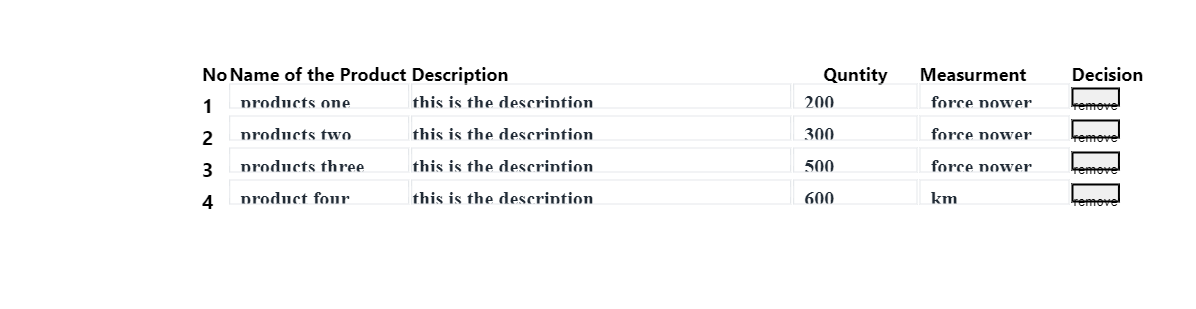 No Name of the Product Description Quntity Measurment Decision
1 products one this is the description 200 force power remove
2 products two this is the description 300 force power remove
3 products three this is the description 500 force power remove
4 product four this is the description 600 km remove